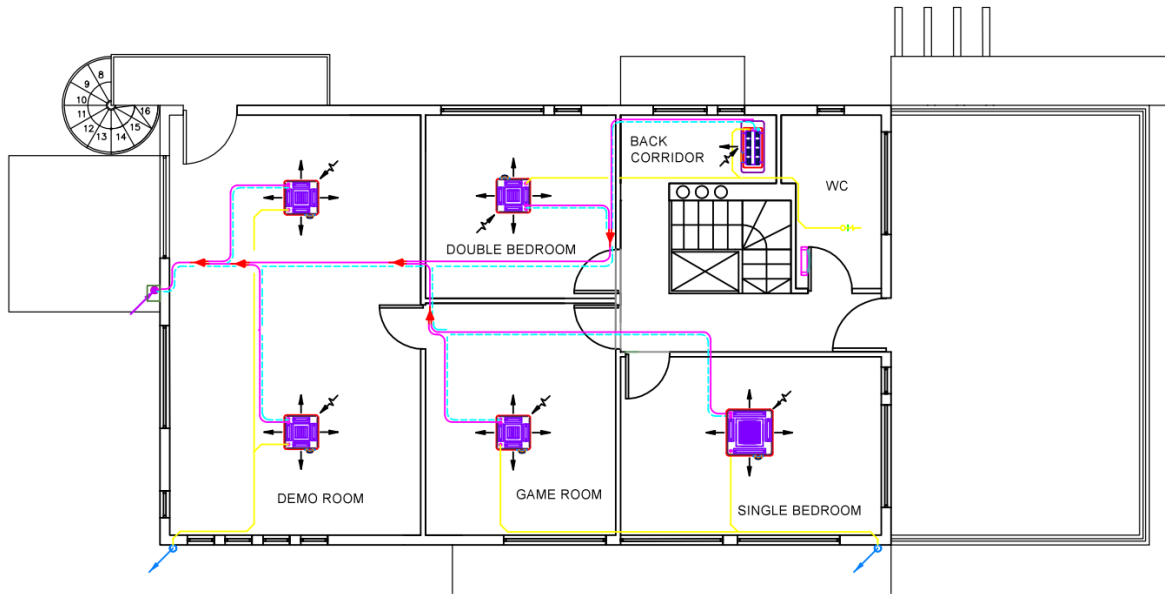 8
9
10
11
12
13
14
15
16
BACK
CORRIDOR
WC
DOUBLE BEDROOM
DEMO ROOM
GAME ROOM
SINGLE BEDROOM